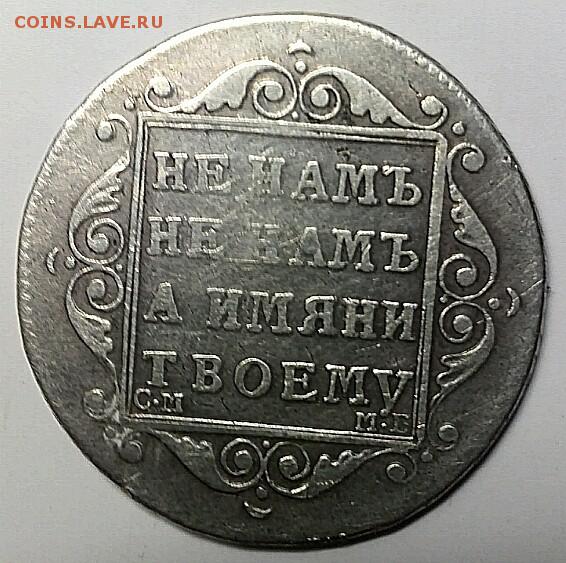 COINS.LAVE.RU
НЕ НАМЪ
НЕ НАМЪ
А ИМЯНИ
ТВОЕМУ
С·М
М·Б